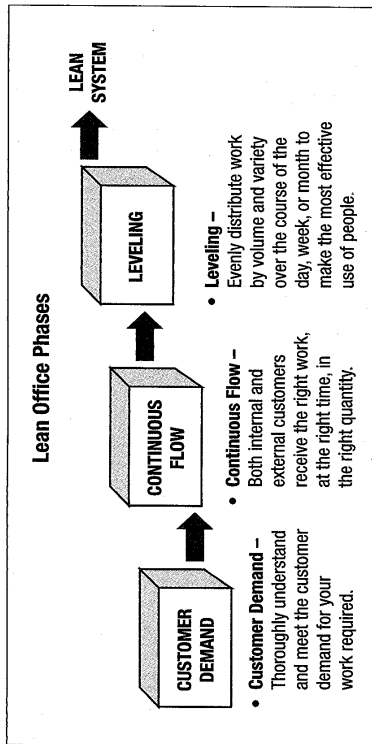 Lean Office Phases
CUSTOMER
DEMAND
CONTINUOUS
FLOW
LEVELING
LEAN
SYSTEM
• Customer Demand –
Thoroughly understand
and meet the customer
demand for your
work required.
• Continuous Flow –
Both internal and
external customers
receive the right work,
at the right time, in
the right quantity.
• Leveling –
Evenly distribute work
by volume and variety
over the course of the
day, week, or month to
make the most effective
use of people.